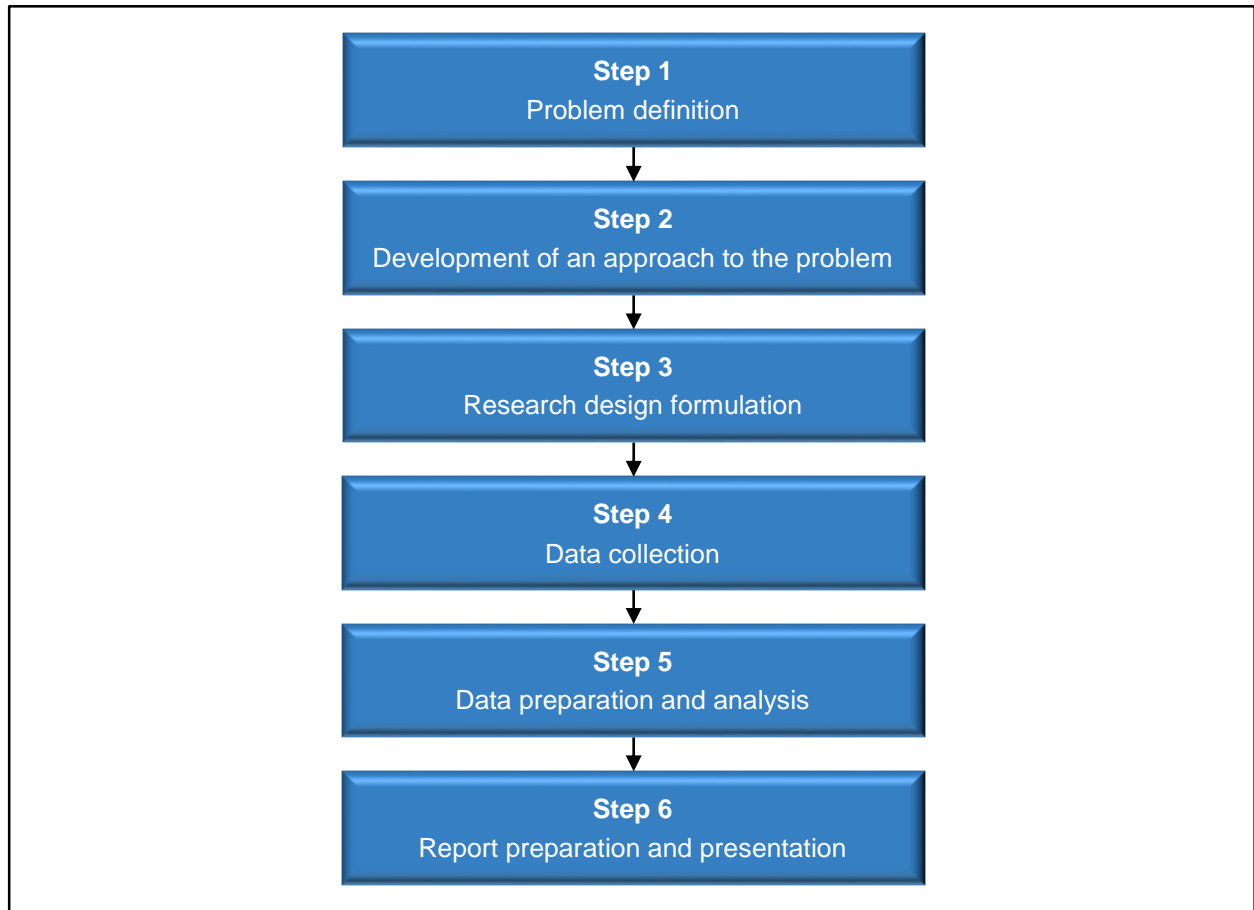 Step 1
Problem definition
Step 2
Development of an approach to the problem
Step 3
Research design formulation
Step 4
Data collection
Step 5
Data preparation and analysis
Step 6
Report preparation and presentation